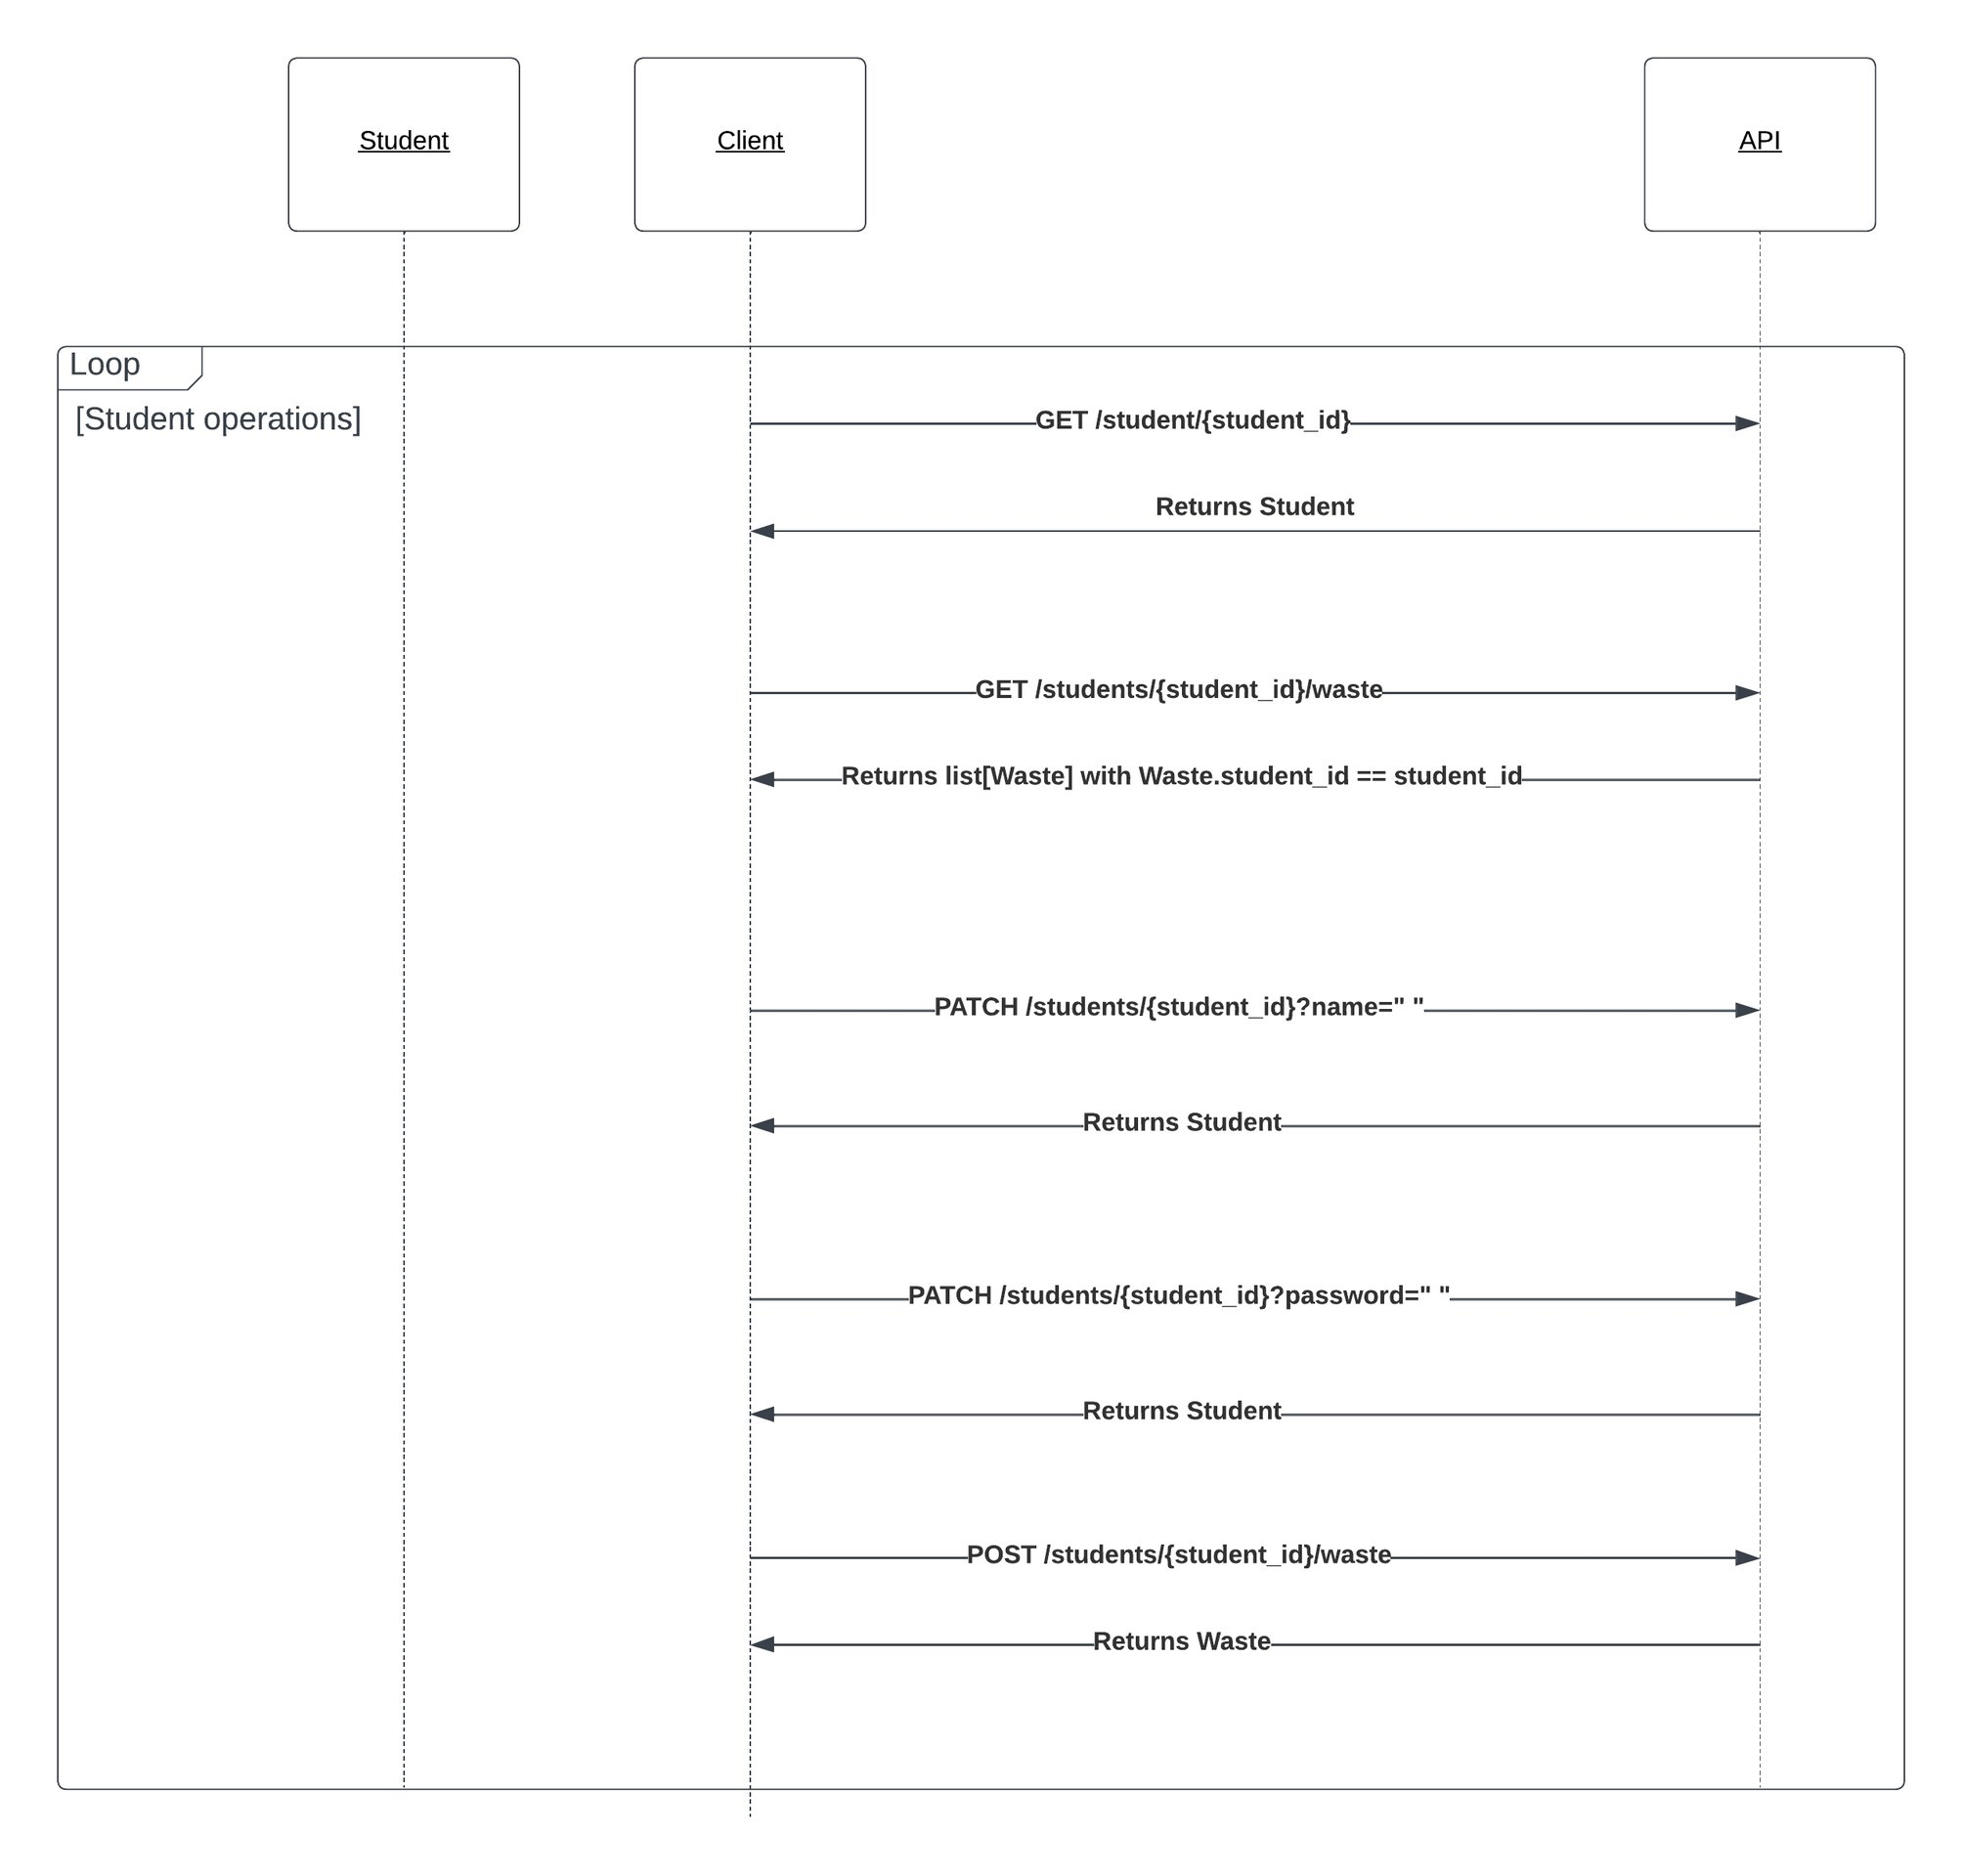 Student
Client
API
Loop
[Student operations]
GET /student/{student_id}
Returns Student
GET /students/{student_id}/waste
Returns list[Waste] with Waste.student_id == student_id
PATCH /students/{student_id}?name=" "
Returns Student
PATCH /students/{student_id}?password=" "
Returns Student
POST /students/{student_id}/waste
Returns Waste